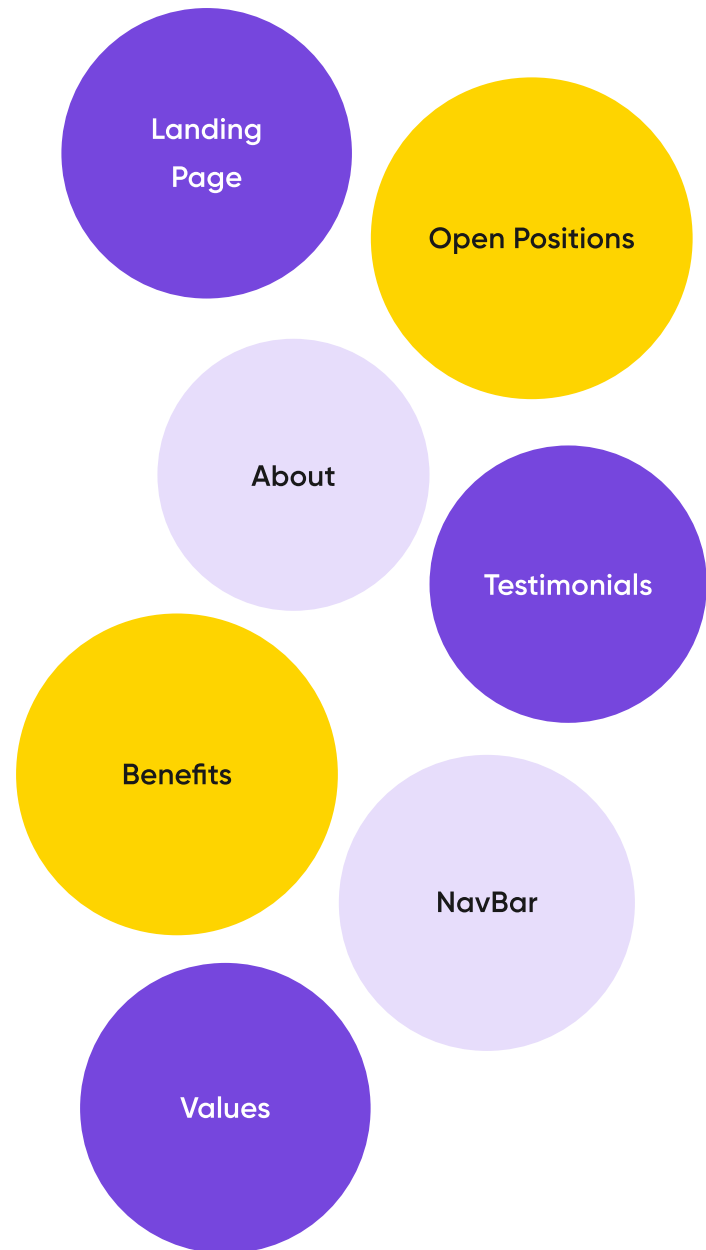 Landing
Page
Open Positions
About
Testimonials
Benefits
NavBar
Values